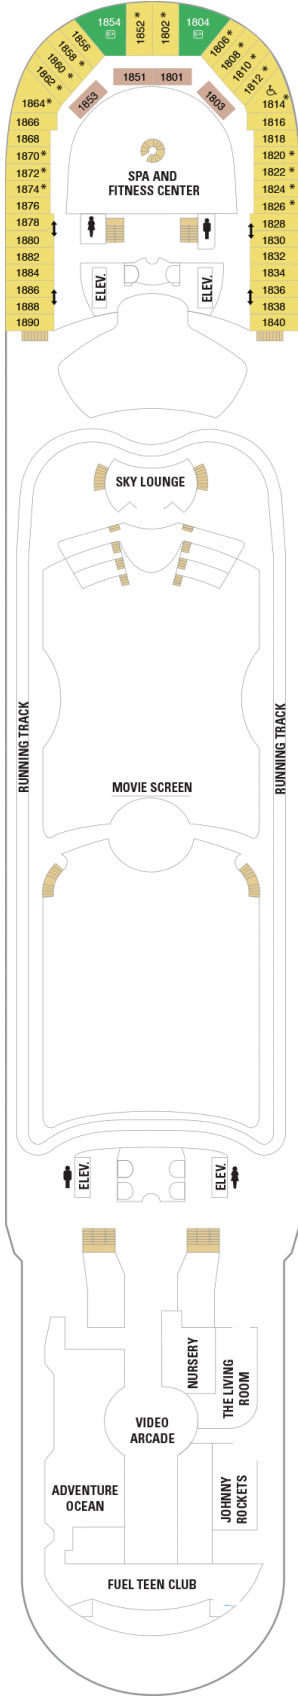 1854
1852*
1802*
1804
1856
1858*
1860*
1862*
1864*
1806*
1808*
1810*
1812*
1814*
1851
1801
1853
1803
1866
1868
1870*
1872*
1874*
1876
1878
1880
1882
1884
1886
1888
1890
1816
1818
1820*
1822*
1824*
1826*
1828
1830
1832
1834
1836
1838
1840
SPA AND
FITNESS CENTER
ELEV.
ELEV.
SKY LOUNGE
RUNNING TRACK
RUNNING TRACK
MOVIE SCREEN
ELEV.
ELEV.
NURSERY
THE LIVING
ROOM
VIDEO
ARCADE
ADVENTURE
OCEAN
JOHNNY
ROCKETS
FUEL TEEN CLUB